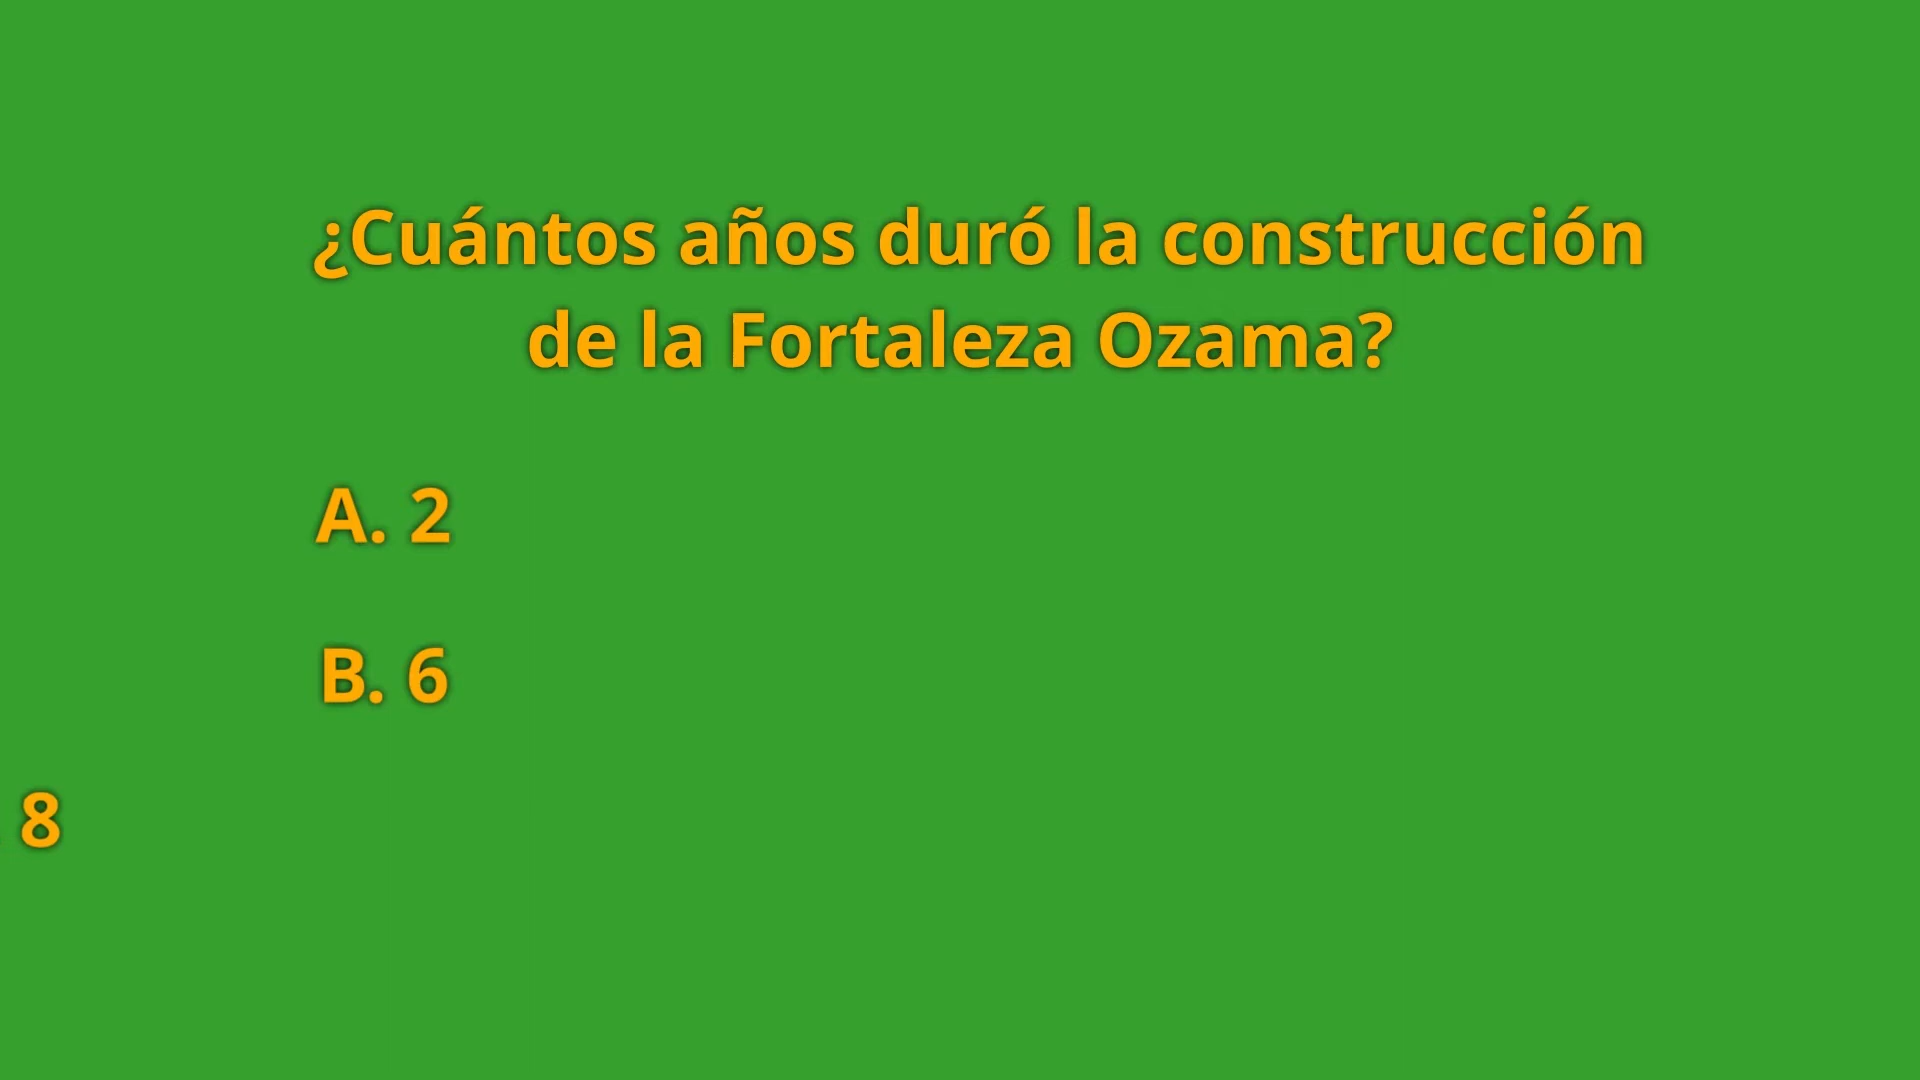 ¿Cuántos años duró la construcción
de la Fortaleza Ozama?
A. 2
B. 6
8